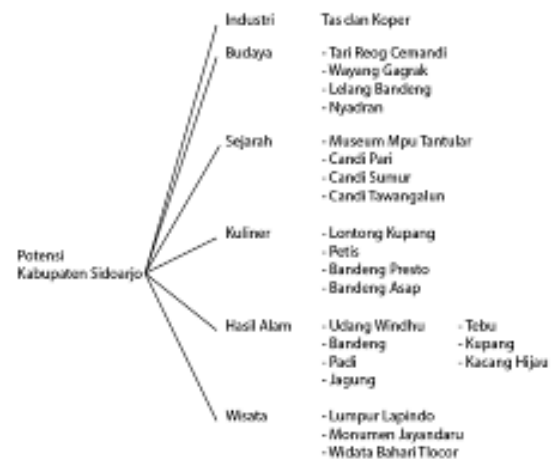 Industri Tas dan Koper
Budaya - Tari Reog Cemandi
- Wayang Gagrak
- Lelang Bandeng
- Nyadran
Sejarah - Museum Mpu Tantular
- Candi Pari
- Candi Sumur
- Candi Tawangalun
Kuliner - Lontong Kupang
- Petis
- Bandeng Presto
- Bandeng Asap
Potensi
Kabupaten Sidoarjo
Hasil Alam - Udang Windhu - Tebu
- Bandeng - Kupang
- Padi - Kacang Hijau
- Jagung
Wisata - Lumpur Lapindo
- Monumen Jayandaru
- Widata Bahari Tlocor